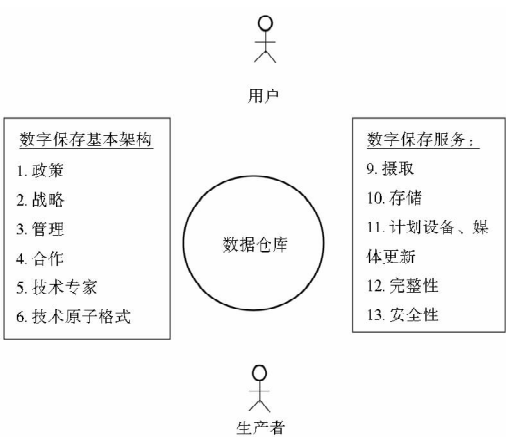 用户
数字保存基本架构
1. 政策
2. 战略
3. 管理
4. 合作
5. 技术专家
6. 技术原子格式
数据仓库
数字保存服务：
9. 摄取
10. 存储
11. 计划设备、媒
体更新
12. 完整性
13. 安全性
生产者